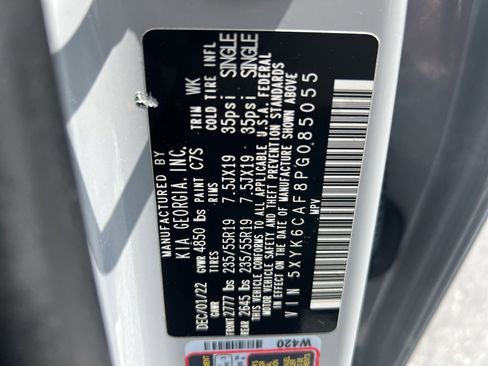 MANUFACTURED BY
KIA GEORGIA, INC.
DEC/01/22 GVWR 4850 lbs PAINT C7S TRIM WK
GAWR TIRES RIMS COLD TIRE INFL
FRONT 2777 lbs 235/55R19 7.5JX19 35psi SINGLE
REAR 2645 lbs 235/55R19 7.5JX19 35psi SINGLE
THIS VEHICLE CONFORMS TO ALL APPLICABLE U.S.A. FEDERAL
MOTOR VEHICLE SAFETY AND THEFT PREVENTION STANDARDS
IN EFFECT ON THE DATE OF MANUFACTURE SHOWN ABOVE.
VIN 5XYK6CAF8PG085055
MPV
W420